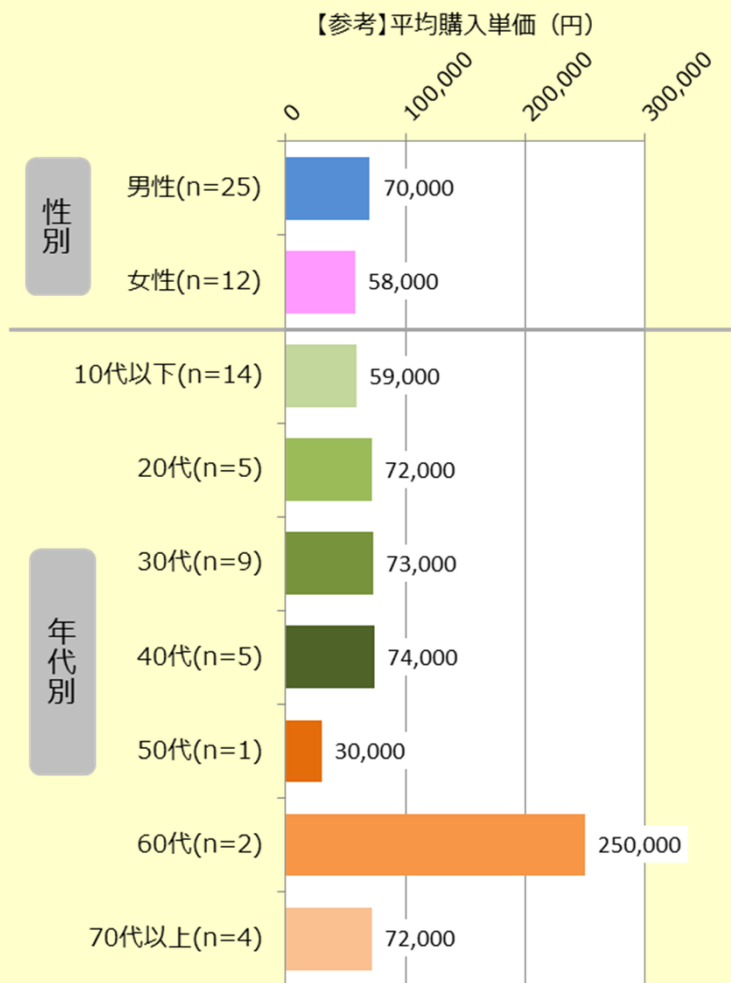 【参考】平均購入単価（円）
0
100,000
200,000
300,000
性別
男性(n=25)
70,000
女性(n=12)
58,000
年代別
10代以下(n=14)
59,000
20代(n=5)
72,000
30代(n=9)
73,000
40代(n=5)
74,000
50代(n=1)
30,000
60代(n=2)
250,000
70代以上(n=4)
72,000